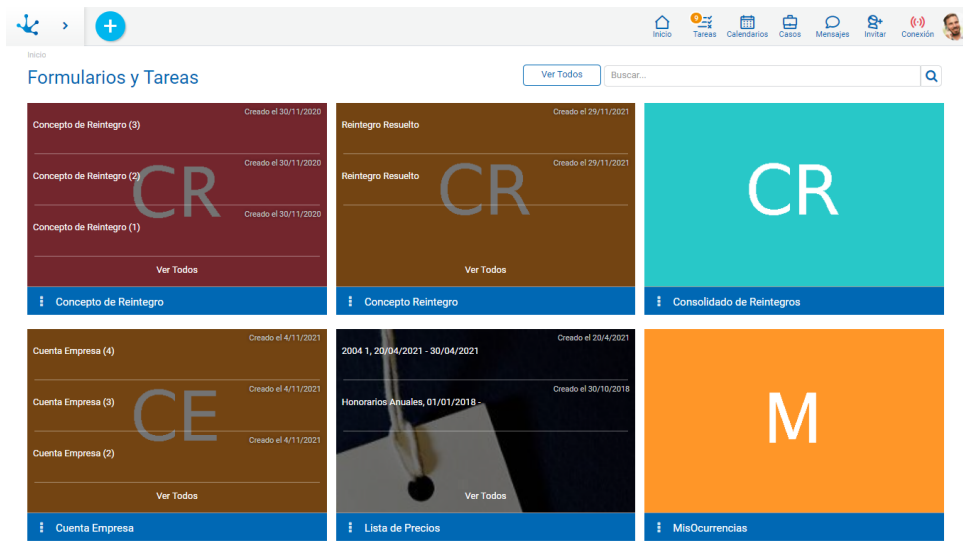 Inicio
9
Tareas
Calendarios
Casos
Mensajes
Invitar
Conexión
Inicio
Formularios y Tareas
Ver Todos
Buscar...
Creado el 30/11/2020
Concepto de Reintegro (3)
Creado el 30/11/2020
Concepto de Reintegro (2)
CR
Creado el 30/11/2020
Concepto de Reintegro (1)
Ver Todos
Concepto de Reintegro
Creado el 29/11/2021
Reintegro Resuelto
Creado el 29/11/2021
Reintegro Resuelto
CR
Ver Todos
Concepto Reintegro
CR
Consolidado de Reintegros
Creado el 4/11/2021
Cuenta Empresa (4)
Creado el 4/11/2021
Cuenta Empresa (3)
CE
Creado el 4/11/2021
Cuenta Empresa (2)
Ver Todos
Cuenta Empresa
Creado el 20/4/2021
2004 1, 20/04/2021 - 30/04/2021
Creado el 30/10/2018
Honorarios Anuales, 01/01/2018 -
Ver Todos
Lista de Precios
M
MisOcurrencias